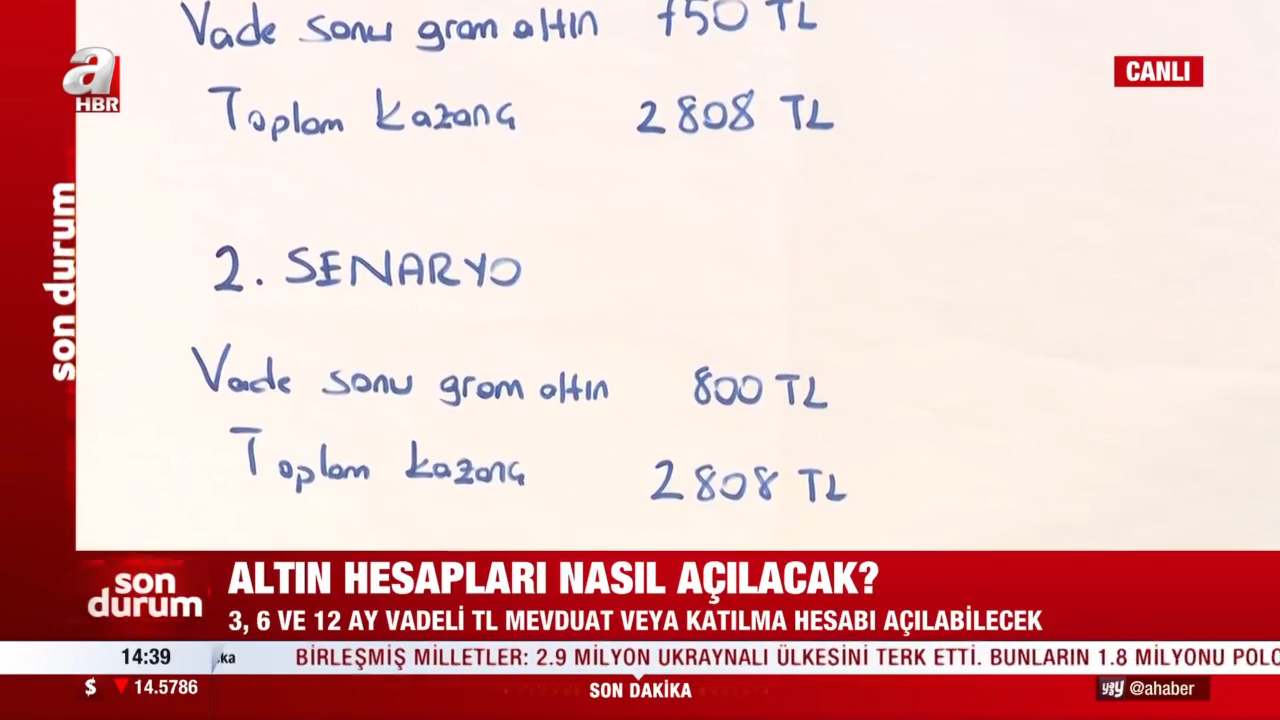 Vade sonu gram altın 750 TL
a
HBR
CANLI
Toplam Kazanç 2808 TL
son durum
2. SENARYO
Vade sonu gram altın 800 TL
Toplam kazanç 2808 TL
son
durum
ALTIN HESAPLARI NASIL AÇILACAK?
3, 6 VE 12 AY VADELİ TL MEVDUAT VEYA KATILMA HESABI AÇILABİLECEK
14:39
.ka
BİRLEŞMİŞ MİLLETLER: 2.9 MİLYON UKRAYNALI ÜLKESİNİ TERK ETTİ. BUNLARIN 1.8 MİLYONU POLO
$ 14.5786
SON DAKİKA
@ahaber